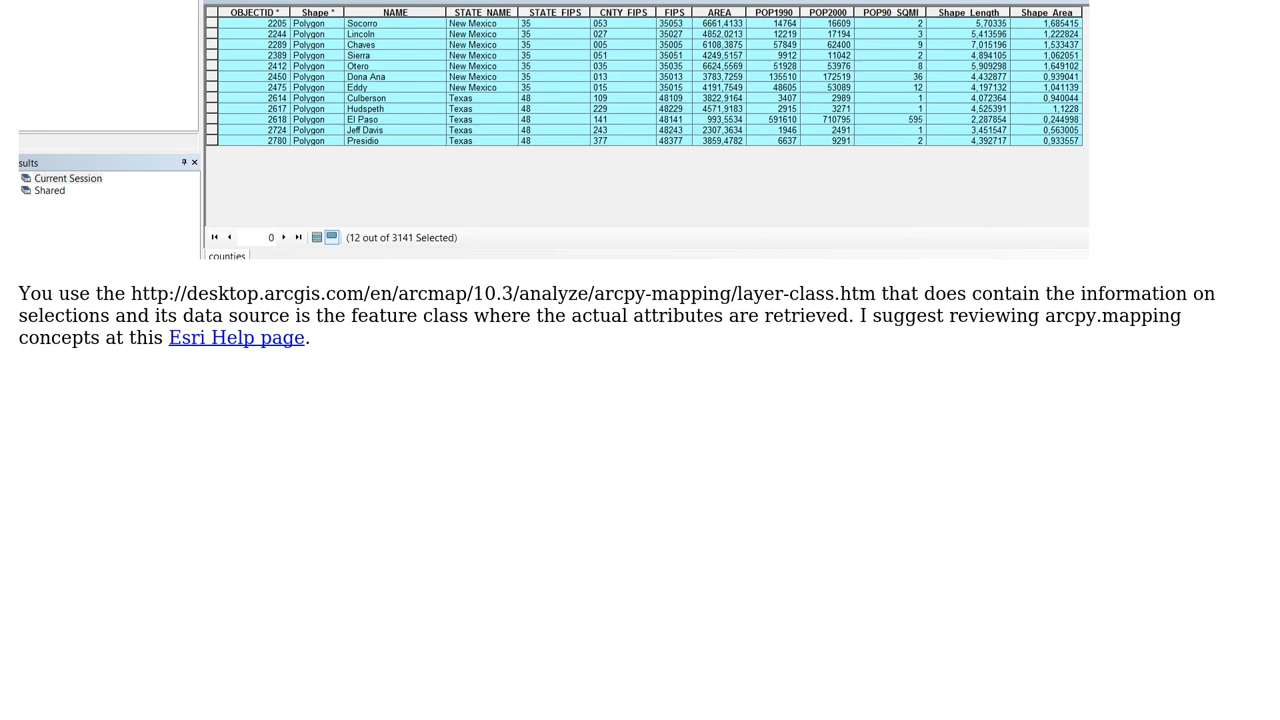 OBJECTID * Shape * NAME STATE_NAME STATE_FIPS CNTY_FIPS FIPS AREA POP1990 POP2000 POP90_SQMI Shape_Length Shape_Area
2205 Polygon Socorro New Mexico 35 053 35053 6661,4133 14764 16609 2 5,70335 1,685415
2244 Polygon Lincoln New Mexico 35 027 35027 4852,0213 12219 17194 3 5,413596 1,222824
2289 Polygon Chaves New Mexico 35 005 35005 6108,3875 57849 62400 9 7,015196 1,533437
2389 Polygon Sierra New Mexico 35 051 35051 4249,5157 9912 11042 2 4,894105 1,062051
2412 Polygon Otero New Mexico 35 035 35035 6624,5569 51928 53976 8 5,909298 1,649102
2450 Polygon Dona Ana New Mexico 35 013 35013 3783,7259 135510 172519 36 4,432877 0,939041
2475 Polygon Eddy New Mexico 35 015 35015 4191,7549 48605 53089 12 4,197132 1,041139
2614 Polygon Culberson Texas 48 109 48109 3822,9164 3407 2989 1 4,072364 0,940044
2617 Polygon Hudspeth Texas 48 229 48229 4571,9183 2915 3271 1 4,525391 1,1228
2618 Polygon El Paso Texas 48 141 48141 993,5534 591610 710795 595 2,287854 0,244998
2724 Polygon Jeff Davis Texas 48 243 48243 2307,3634 1946 2491 1 3,451547 0,563005
2780 Polygon Presidio Texas 48 377 48377 3859,4782 6637 9291 2 4,392717 0,933557
sults
Current Session
Shared
0 (12 out of 3141 Selected)
counties
You use the http://desktop.arcgis.com/en/arcmap/10.3/analyze/arcpy-mapping/layer-class.htm that does contain the information on
selections and its data source is the feature class where the actual attributes are retrieved. I suggest reviewing arcpy.mapping
concepts at this Esri Help page.